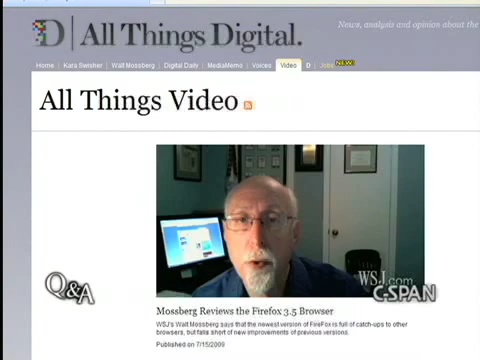 D | All Things Digital.
News, analysis and opinion about the
Home | Kara Swisher | Walt Mossberg | Digital Daily | MediaMemo | Voices | Video | D | Jobs NEW!
All Things Video
WSJ.com
Q&A
C-SPAN
Mossberg Reviews the Firefox 3.5 Browser
WSJ's Walt Mossberg says that the newest version of FireFox is full of catch-ups to other
browsers, but falls short of new improvements of previous versions.
Published on 7/15/2009